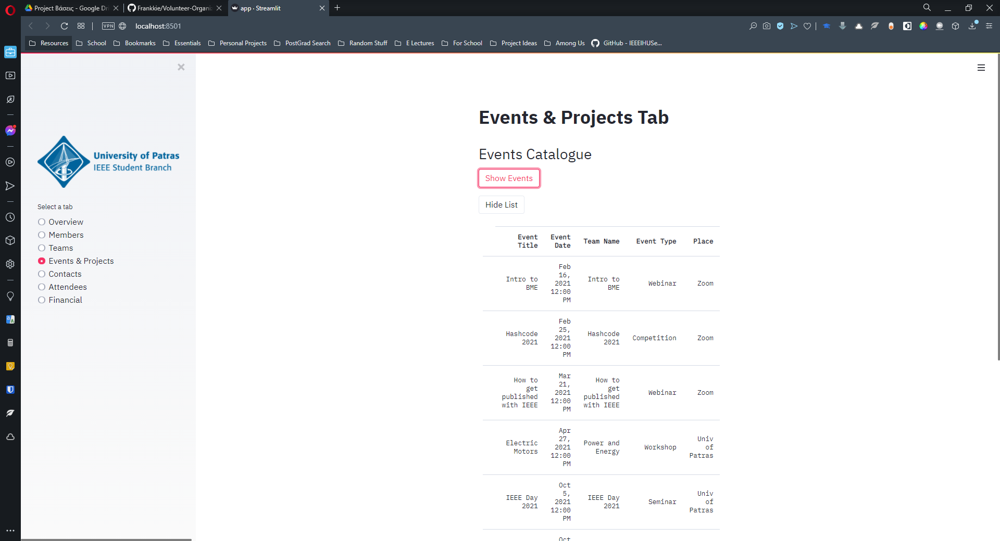 Project Βάσεις - Google Dri
Frankkie/Volunteer-Organi
app · Streamlit
VPN
localhost:8501
Resources
School
Bookmarks
Essentials
Personal Projects
PostGrad Search
Random Stuff
E Lectures
For School
Project Ideas
Among Us
GitHub - IEEEIHUSe...
University of Patras
IEEE Student Branch
Select a tab
Overview
Members
Teams
Events & Projects
Contacts
Attendees
Financial
Events & Projects Tab
Events Catalogue
Show Events
Hide List
Event Title
Event Date
Team Name
Event Type
Place
Intro to BME
Feb 16, 2021 12:00 PM
Intro to BME
Webinar
Zoom
Hashcode 2021
Feb 25, 2021 12:00 PM
Hashcode 2021
Competition
Zoom
How to get published with IEEE
Mar 21, 2021 12:00 PM
How to get published with IEEE
Webinar
Zoom
Electric Motors
Apr 27, 2021 12:00 PM
Power and Energy
Workshop
Univ of Patras
IEEE Day 2021
Oct 5, 2021 12:00 PM
IEEE Day 2021
Seminar
Univ of Patras
Oct